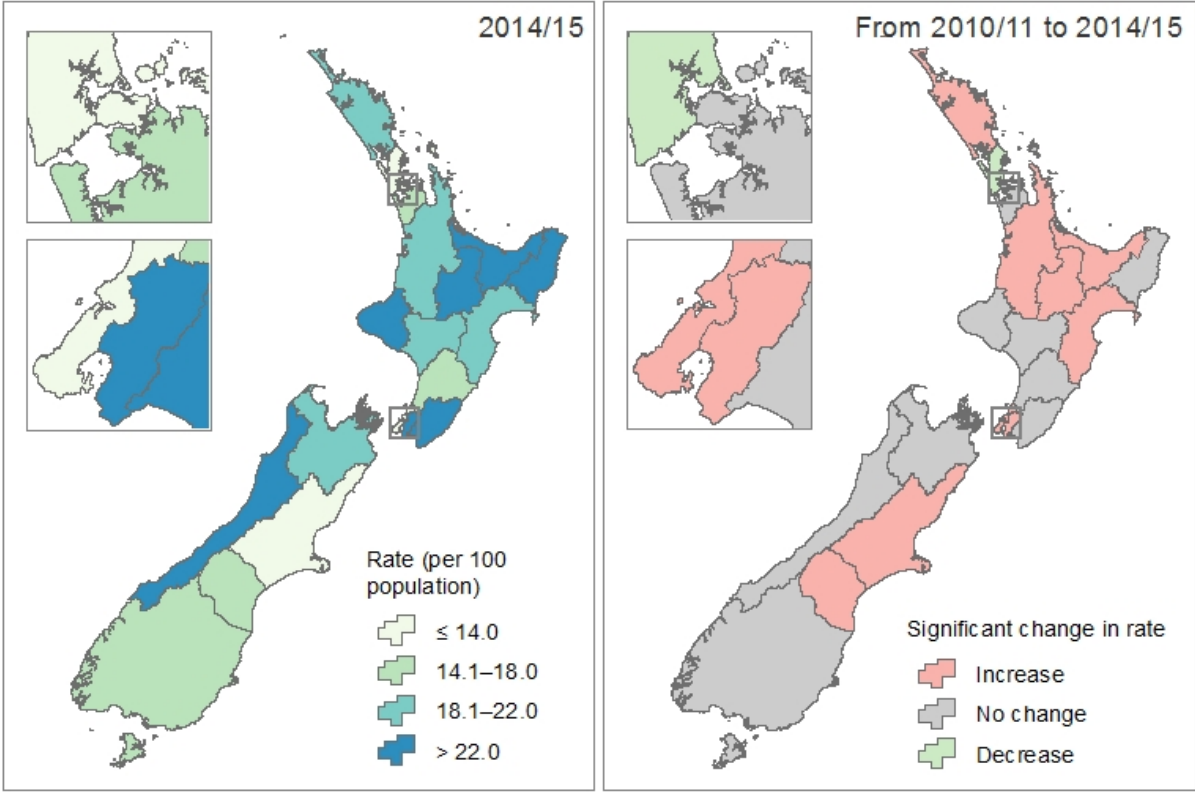 2014/15
Rate (per 100
population)
≤ 14.0
14.1–18.0
18.1–22.0
> 22.0
From 2010/11 to 2014/15
Significant change in rate
Increase
No change
Decrease